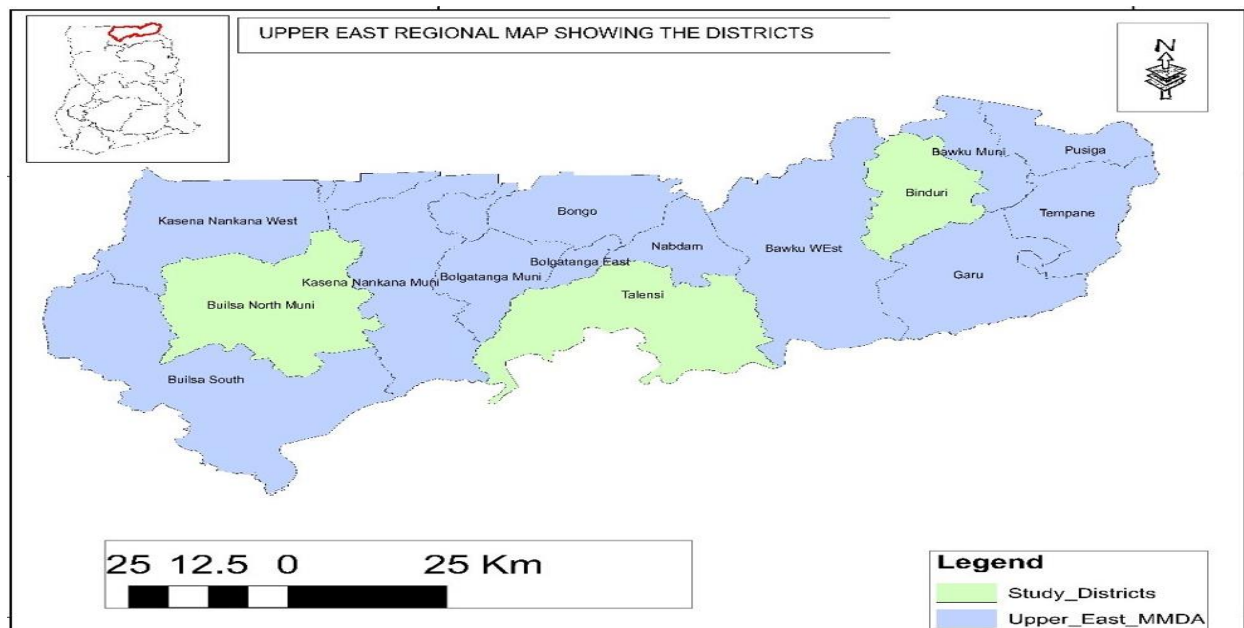 UPPER EAST REGIONAL MAP SHOWING THE DISTRICTS
N
Bawku Muni
Pusiga
Binduri
Kasena Nankana West
Bongo
Tempane
Nabdam
Bawku WEst
Bolgatanga East
Garu
Bolgatanga Muni
Kasena Nankana Muni
Talensi
Builsa North Muni
Builsa South
25 12.5 0 25 Km
Legend
Study_Districts
Upper_East_MMDA